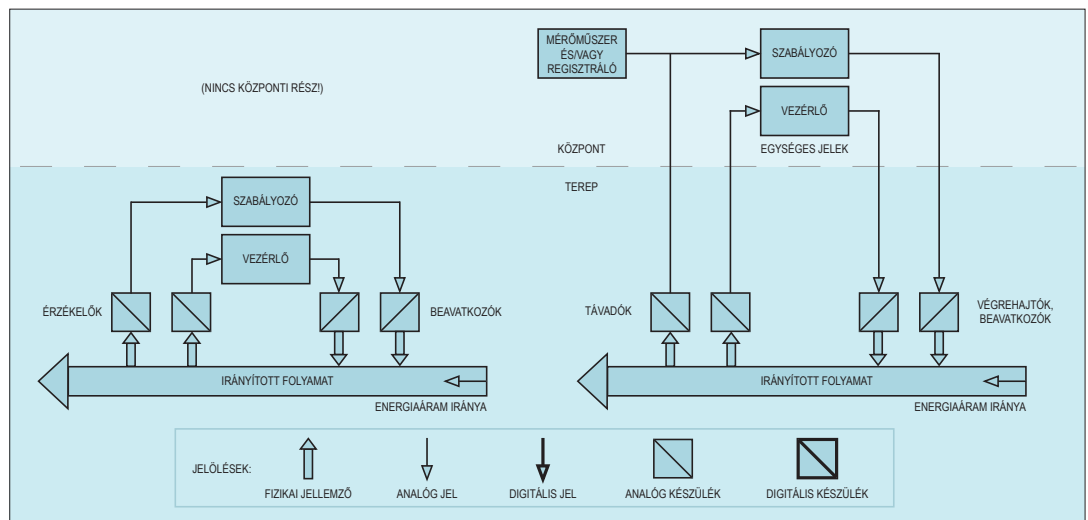 (NINCS KÖZPONTI RÉSZ!)
MÉRŐMŰSZER
ÉS/VAGY
REGISZTRÁLÓ
SZABÁLYOZÓ
VEZÉRLŐ
KÖZPONT
EGYSÉGES JELEK
TEREP
SZABÁLYOZÓ
VEZÉRLŐ
ÉRZÉKELŐK
BEAVATKOZÓK
IRÁNYÍTOTT FOLYAMAT
ENERGIAÁRAM IRÁNYA
TÁVADÓK
VÉGREHAJTÓK,
BEAVATKOZÓK
IRÁNYÍTOTT FOLYAMAT
ENERGIAÁRAM IRÁNYA
JELÖLÉSEK:
FIZIKAI JELLEMZŐ
ANALÓG JEL
DIGITÁLIS JEL
ANALÓG KÉSZÜLÉK
DIGITÁLIS KÉSZÜLÉK